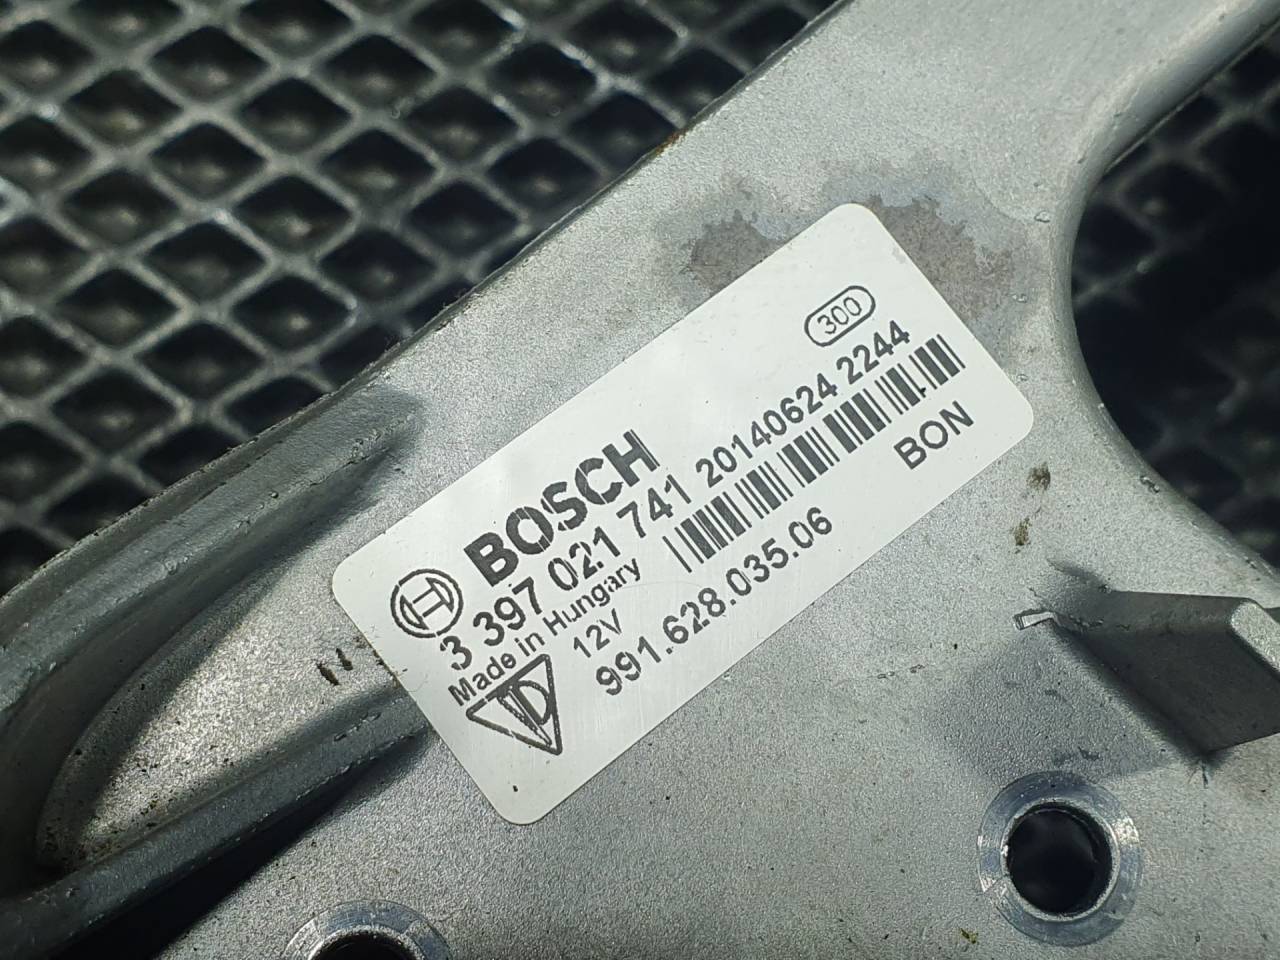 300
BOSCH
3 397 021 741 20140624 2244
Made in Hungary
12V
BON
991.628.035.06